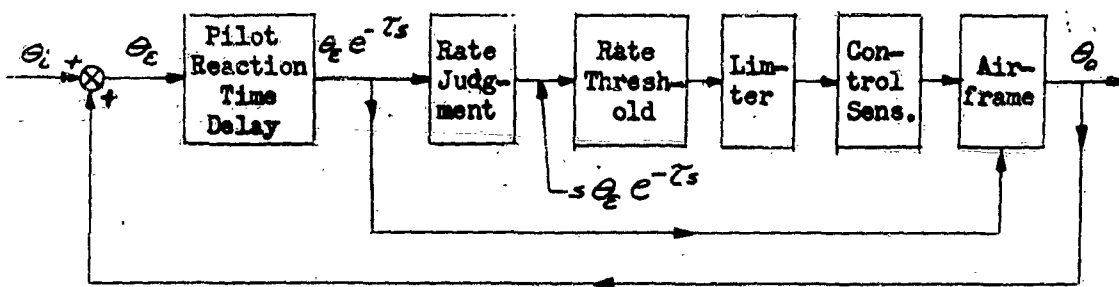 θi
+
+
θε
Pilot
Reaction
Time
Delay
θε e^-τs
Rate
Judg-
ment
sθε e^-τs
Rate
Thresh-
old
Lim-
ter
Con-
trol
Sens.
Air-
frame
θo